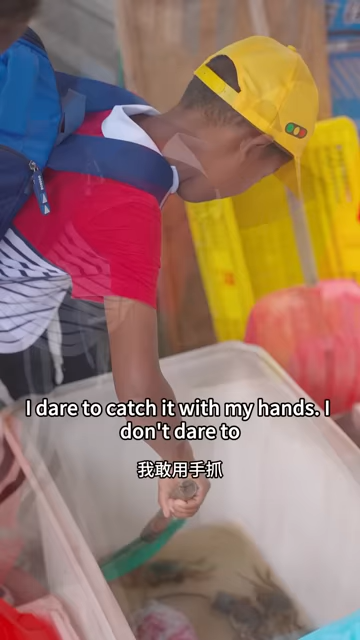 I dare to catch it with my hands. I
don't dare to
我敢用手抓